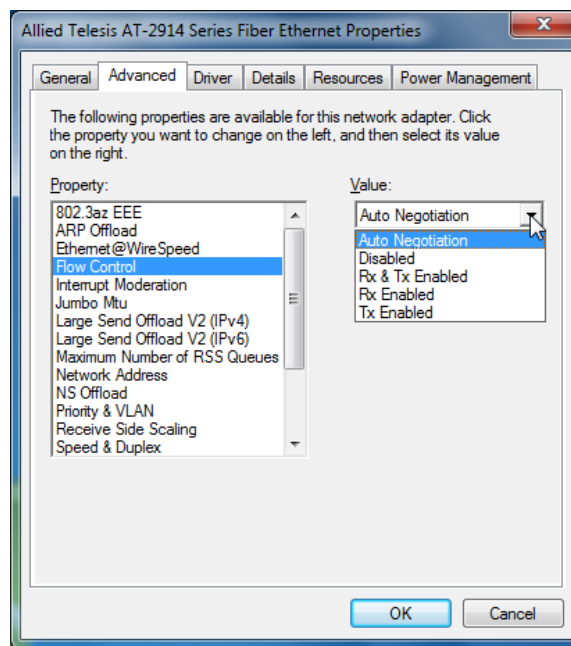 Allied Telesis AT-2914 Series Fiber Ethernet Properties
General Advanced Driver Details Resources Power Management
The following properties are available for this network adapter. Click
the property you want to change on the left, and then select its value
on the right.
Property:
802.3az EEE
ARP Offload
Ethernet@WireSpeed
Flow Control
Interrupt Moderation
Jumbo Mtu
Large Send Offload V2 (IPv4)
Large Send Offload V2 (IPv6)
Maximum Number of RSS Queues
Network Address
NS Offload
Priority & VLAN
Receive Side Scaling
Speed & Duplex
Value:
Auto Negotiation
Auto Negotiation
Disabled
Rx & Tx Enabled
Rx Enabled
Tx Enabled
OK Cancel